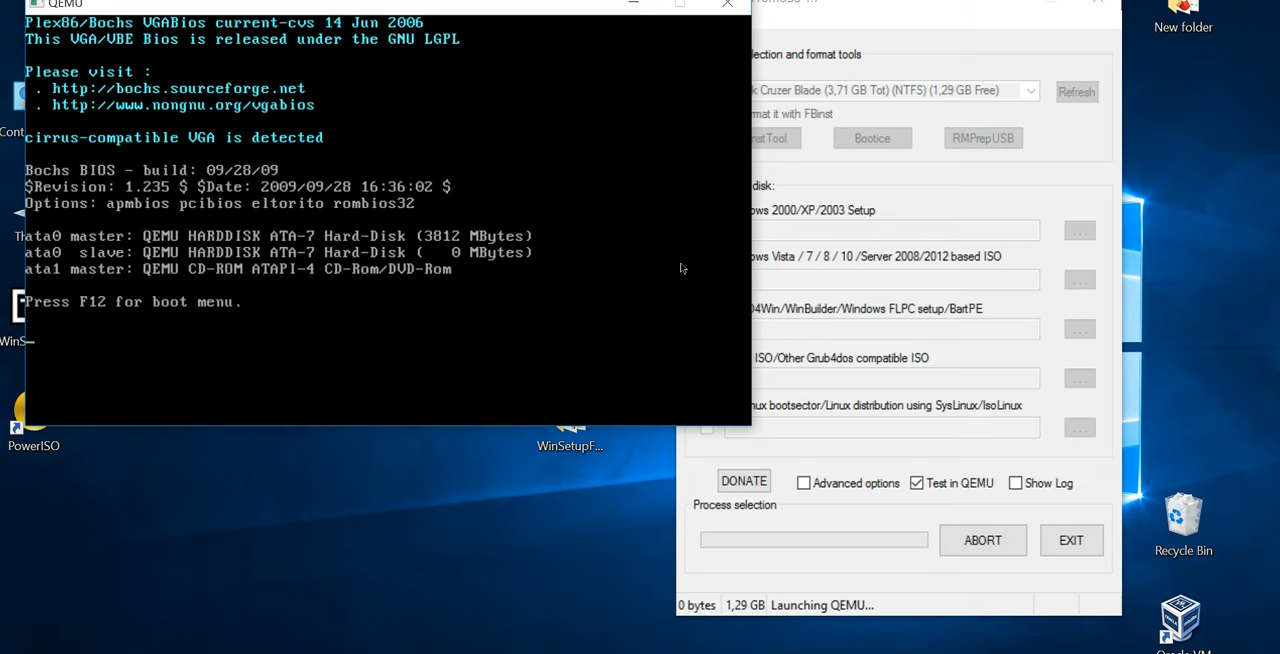 QEMU
Plex86/Bochs VGABios current-cvs 14 Jun 2006
This VGA/VBE Bios is released under the GNU LGPL
Please visit :
. http://bochs.sourceforge.net
. http://www.nongnu.org/vgabios
cirrus-compatible VGA is detected
Bochs BIOS - build: 09/28/09
$Revision: 1.235 $ $Date: 2009/09/28 16:36:02 $
Options: apmbios pcibios eltorito rombios32
ata0 master: QEMU HARDDISK ATA-7 Hard-Disk (3812 MBytes)
ata0 slave: QEMU HARDDISK ATA-7 Hard-Disk ( 0 MBytes)
ata1 master: QEMU CD-ROM ATAPI-4 CD-Rom/DVD-Rom
Press F12 for boot menu.
lection and format tools
k Cruzer Blade (3,71 GB Tot) (NTFS) (1,29 GB Free)
Refresh
mat it with FBinst
nstTool
Bootice
RMPrepUSB
disk:
ows 2000/XP/2003 Setup
...
ows Vista / 7 / 8 / 10 /Server 2008/2012 based ISO
...
04Win/WinBuilder/Windows FLPC setup/BartPE
...
ISO/Other Grub4dos compatible ISO
...
nux bootsector/Linux distribution using SysLinux/IsoLinux
...
DONATE
Advanced options
Test in QEMU
Show Log
Process selection
ABORT
EXIT
0 bytes
1,29 GB
Launching QEMU...
Cont
Th
WinS
PowerISO
WinSetupF...
New folder
Recycle Bin
Oracle VM